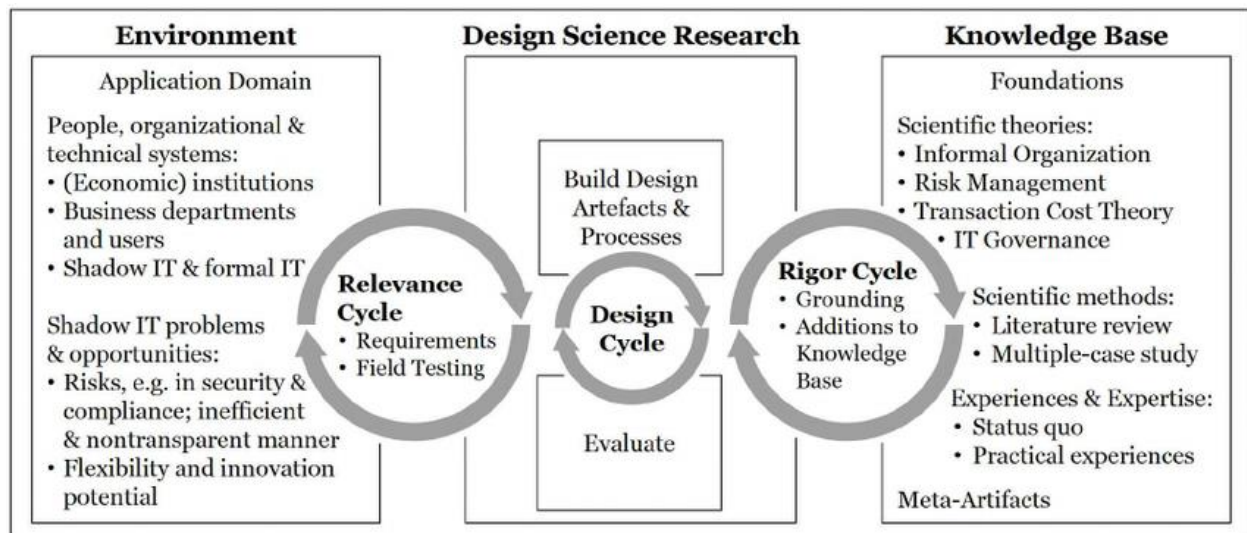 Environment
Application Domain
People, organizational &
technical systems:
• (Economic) institutions
• Business departments
and users
• Shadow IT & formal IT
Shadow IT problems
& opportunities:
• Risks, e.g. in security &
compliance; inefficient
& nontransparent manner
• Flexibility and innovation
potential
Relevance
Cycle
• Requirements
• Field Testing
Design Science Research
Build Design
Artefacts &
Processes
Design
Cycle
Evaluate
Rigor Cycle
• Grounding
• Additions to
Knowledge
Base
Knowledge Base
Foundations
Scientific theories:
• Informal Organization
• Risk Management
• Transaction Cost Theory
• IT Governance
Scientific methods:
• Literature review
• Multiple-case study
Experiences & Expertise:
• Status quo
• Practical experiences
Meta-Artifacts